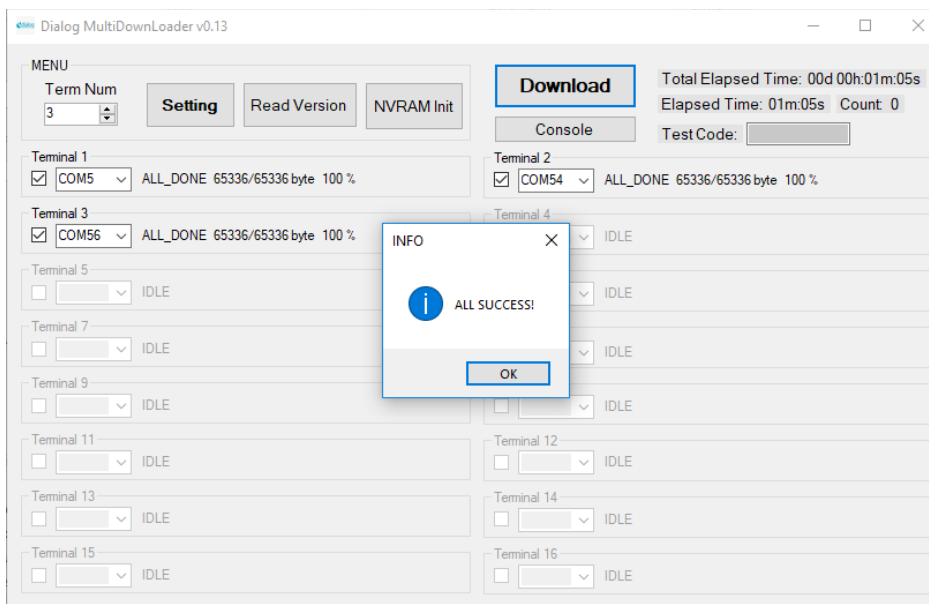 Dialog MultiDownLoader v0.13
MENU
Term Num
3
Setting
Read Version
NVRAM Init
Download
Console
Total Elapsed Time: 00d 00h:01m:05s
Elapsed Time: 01m:05s Count: 0
Test Code:
Terminal 1
COM5 ALL_DONE 65336/65336 byte 100 %
Terminal 2
COM54 ALL_DONE 65336/65336 byte 100 %
Terminal 3
COM56 ALL_DONE 65336/65336 byte 100 %
Terminal 4
IDLE
INFO
ALL SUCCESS!
OK
Terminal 5
IDLE
IDLE
Terminal 7
IDLE
IDLE
Terminal 9
IDLE
IDLE
Terminal 11
IDLE
Terminal 12
IDLE
Terminal 13
IDLE
Terminal 14
IDLE
Terminal 15
IDLE
Terminal 16
IDLE